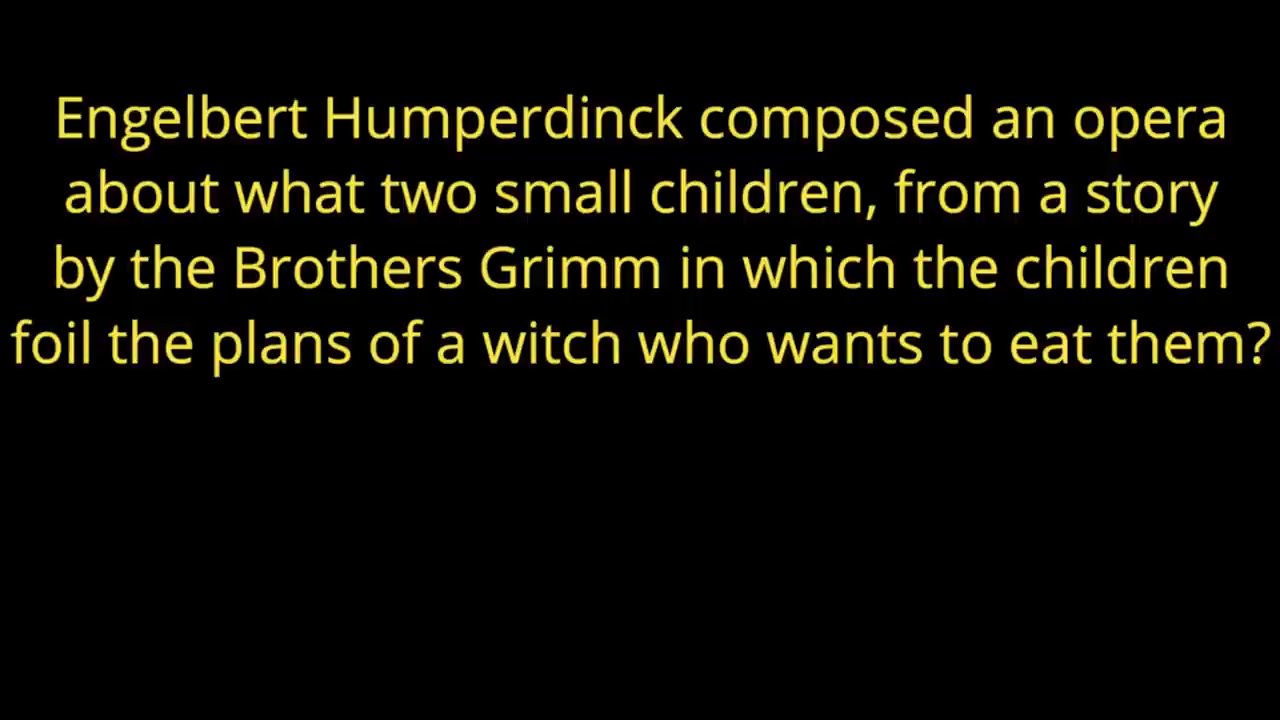 Engelbert Humperdinck composed an opera
about what two small children, from a story
by the Brothers Grimm in which the children
foil the plans of a witch who wants to eat them?